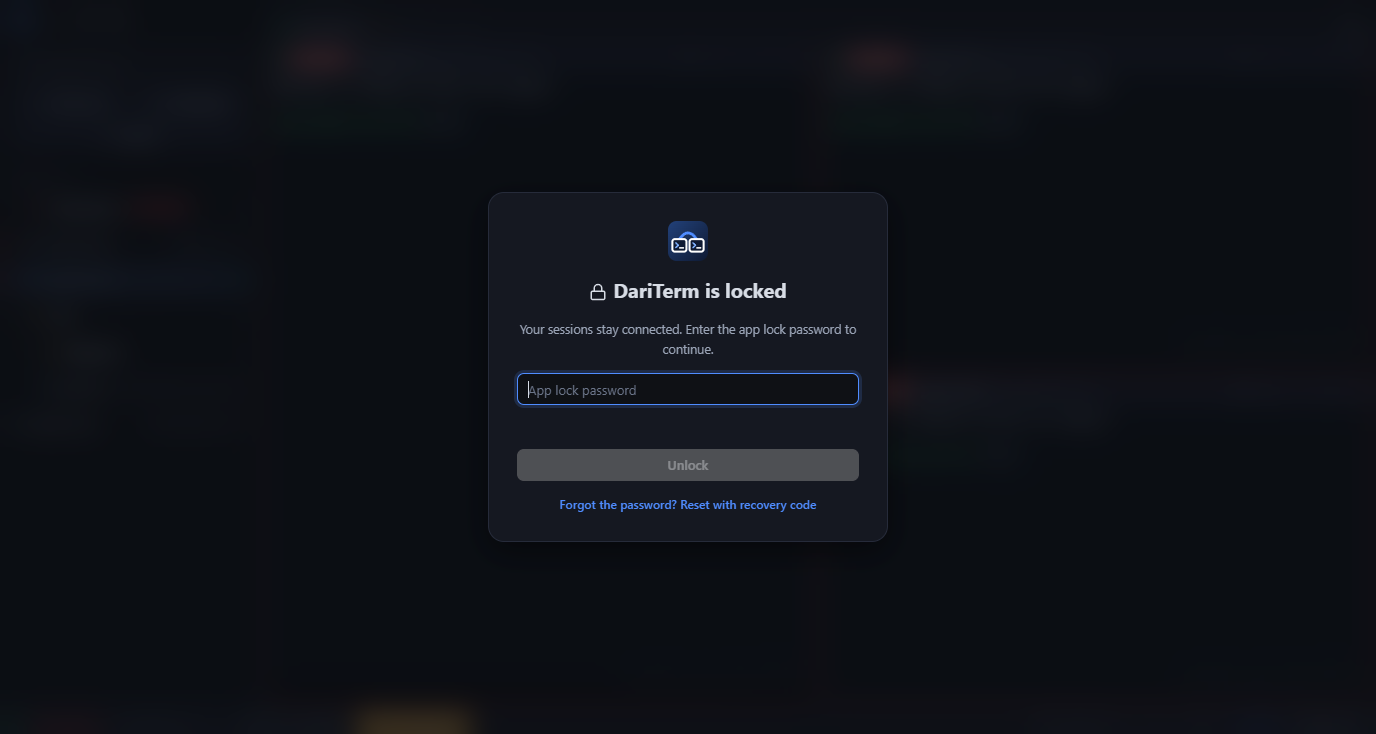 DariTerm is locked
Your sessions stay connected. Enter the app lock password to
continue.
App lock password
Unlock
Forgot the password? Reset with recovery code